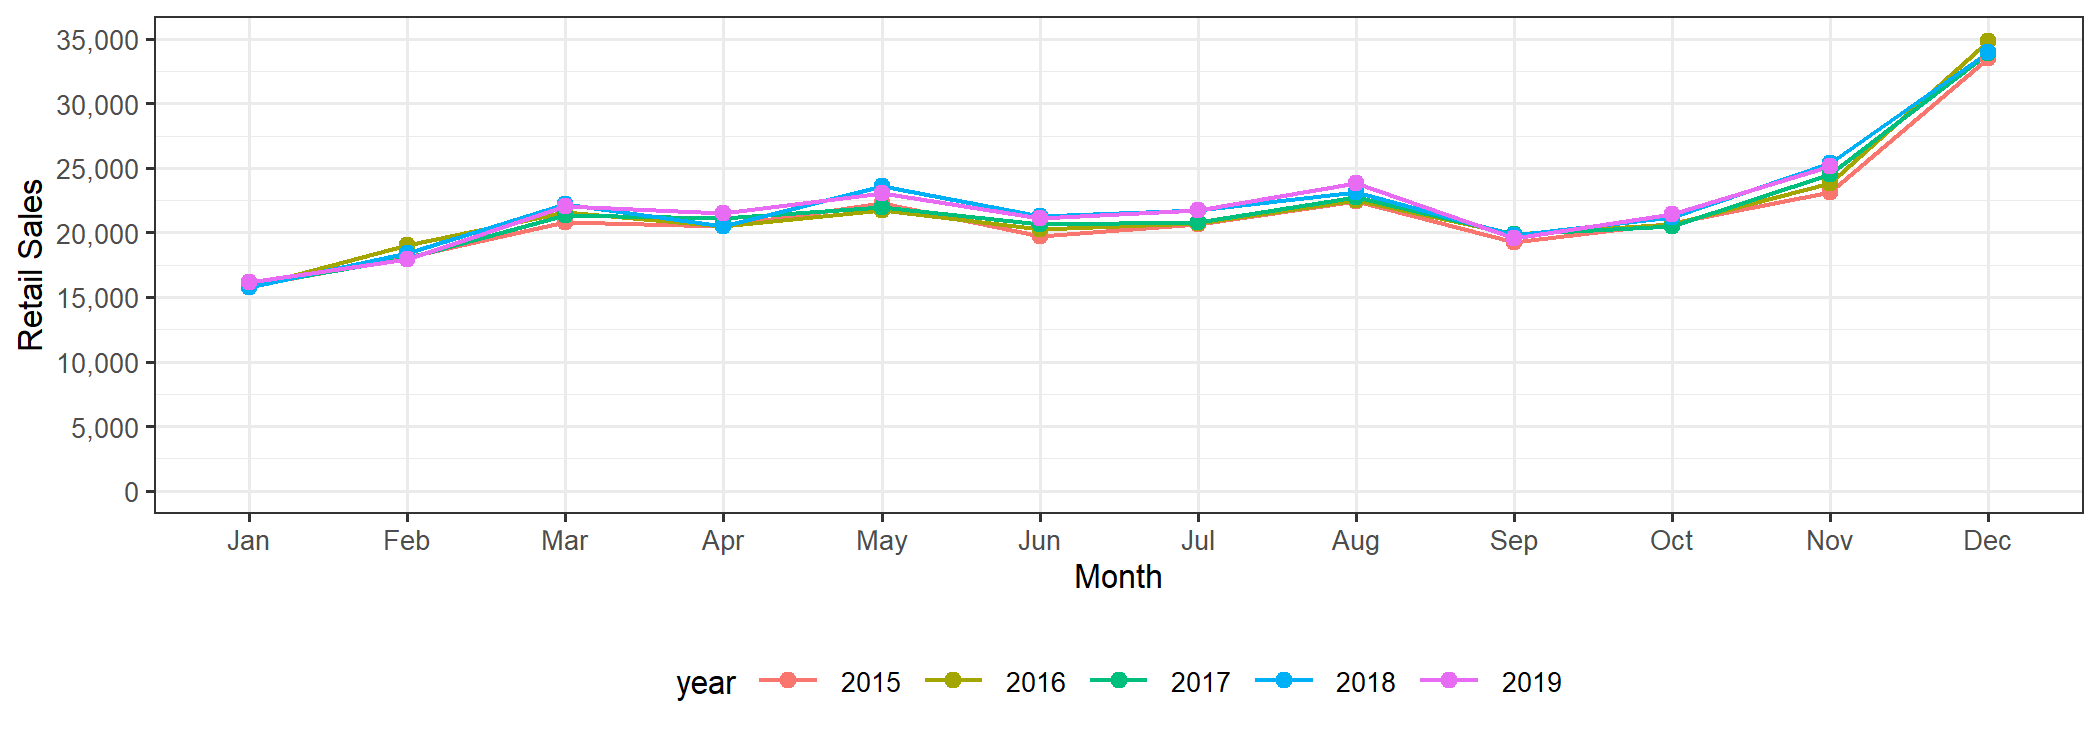 35,000
30,000
25,000
20,000
15,000
10,000
5,000
0
Retail Sales
Jan Feb Mar Apr May Jun Jul Aug Sep Oct Nov Dec
Month
year 2015 2016 2017 2018 2019